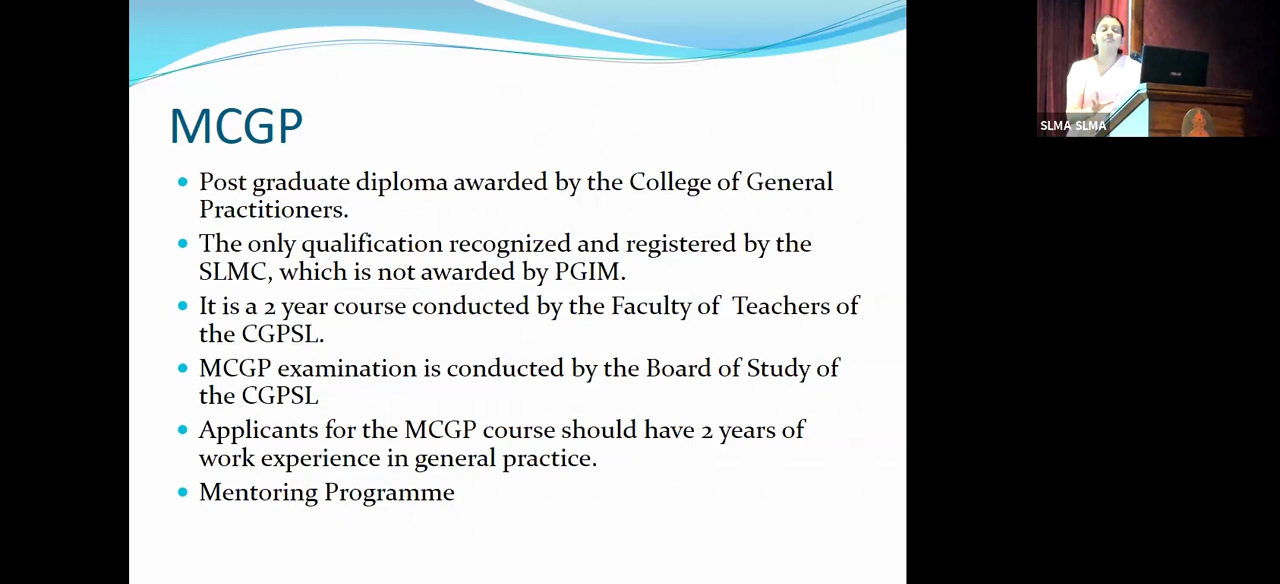 MCGP
Post graduate diploma awarded by the College of General
Practitioners.
The only qualification recognized and registered by the
SLMC, which is not awarded by PGIM.
It is a 2 year course conducted by the Faculty of Teachers of
the CGPSL.
MCGP examination is conducted by the Board of Study of
the CGPSL
Applicants for the MCGP course should have 2 years of
work experience in general practice.
Mentoring Programme
SLMA SLMA